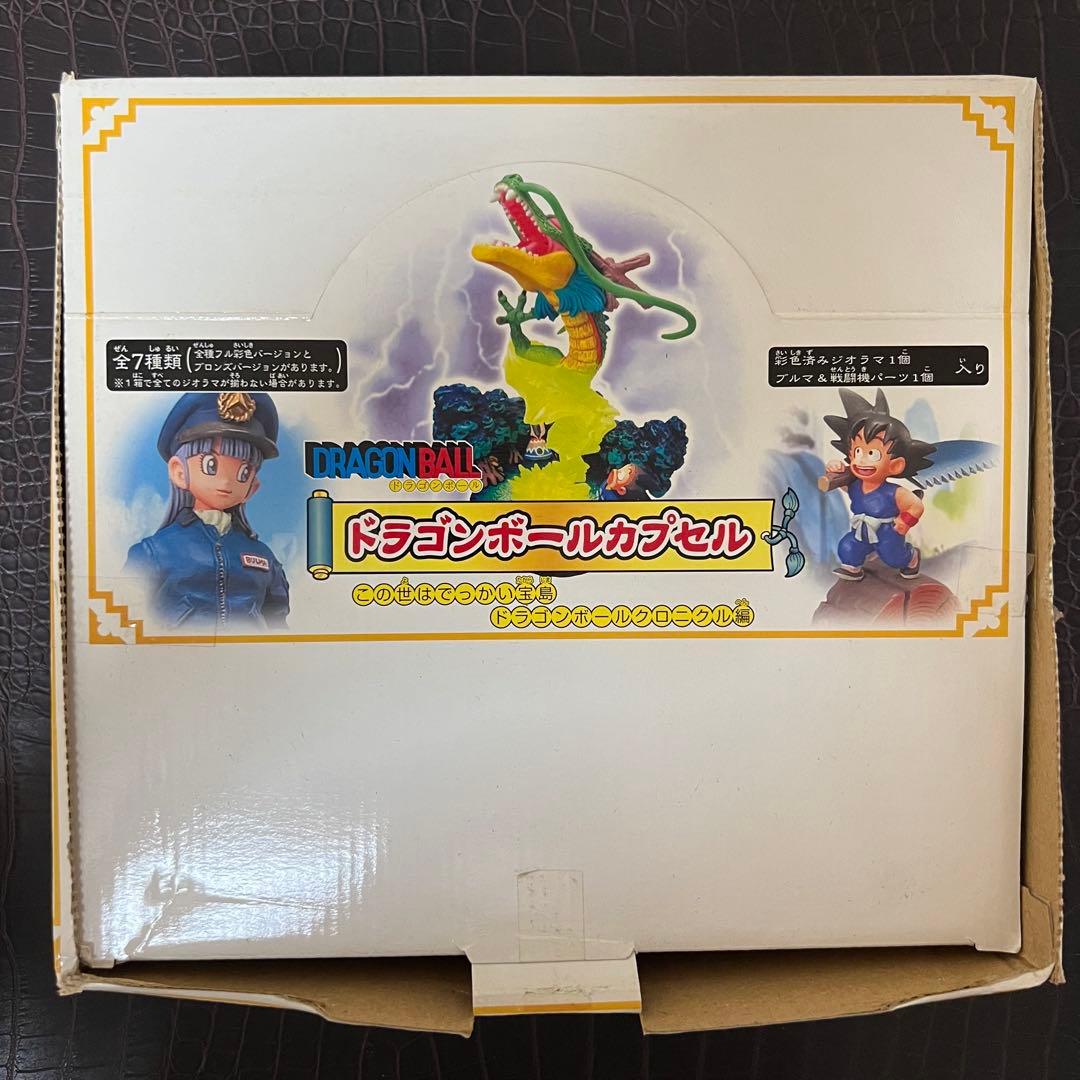 全7種類(全種フル彩色バージョンと
ブロンズバージョンがあります。)
※1箱で全てのジオラマが揃わない場合があります。
彩色済みジオラマ1個
ブルマ&戦闘機パーツ1個 入り
DRAGONBALL
ドラゴンボール
ドラゴンボールカプセル
この世はでっかい宝島
ドラゴンボールクロニクル編
BULMA